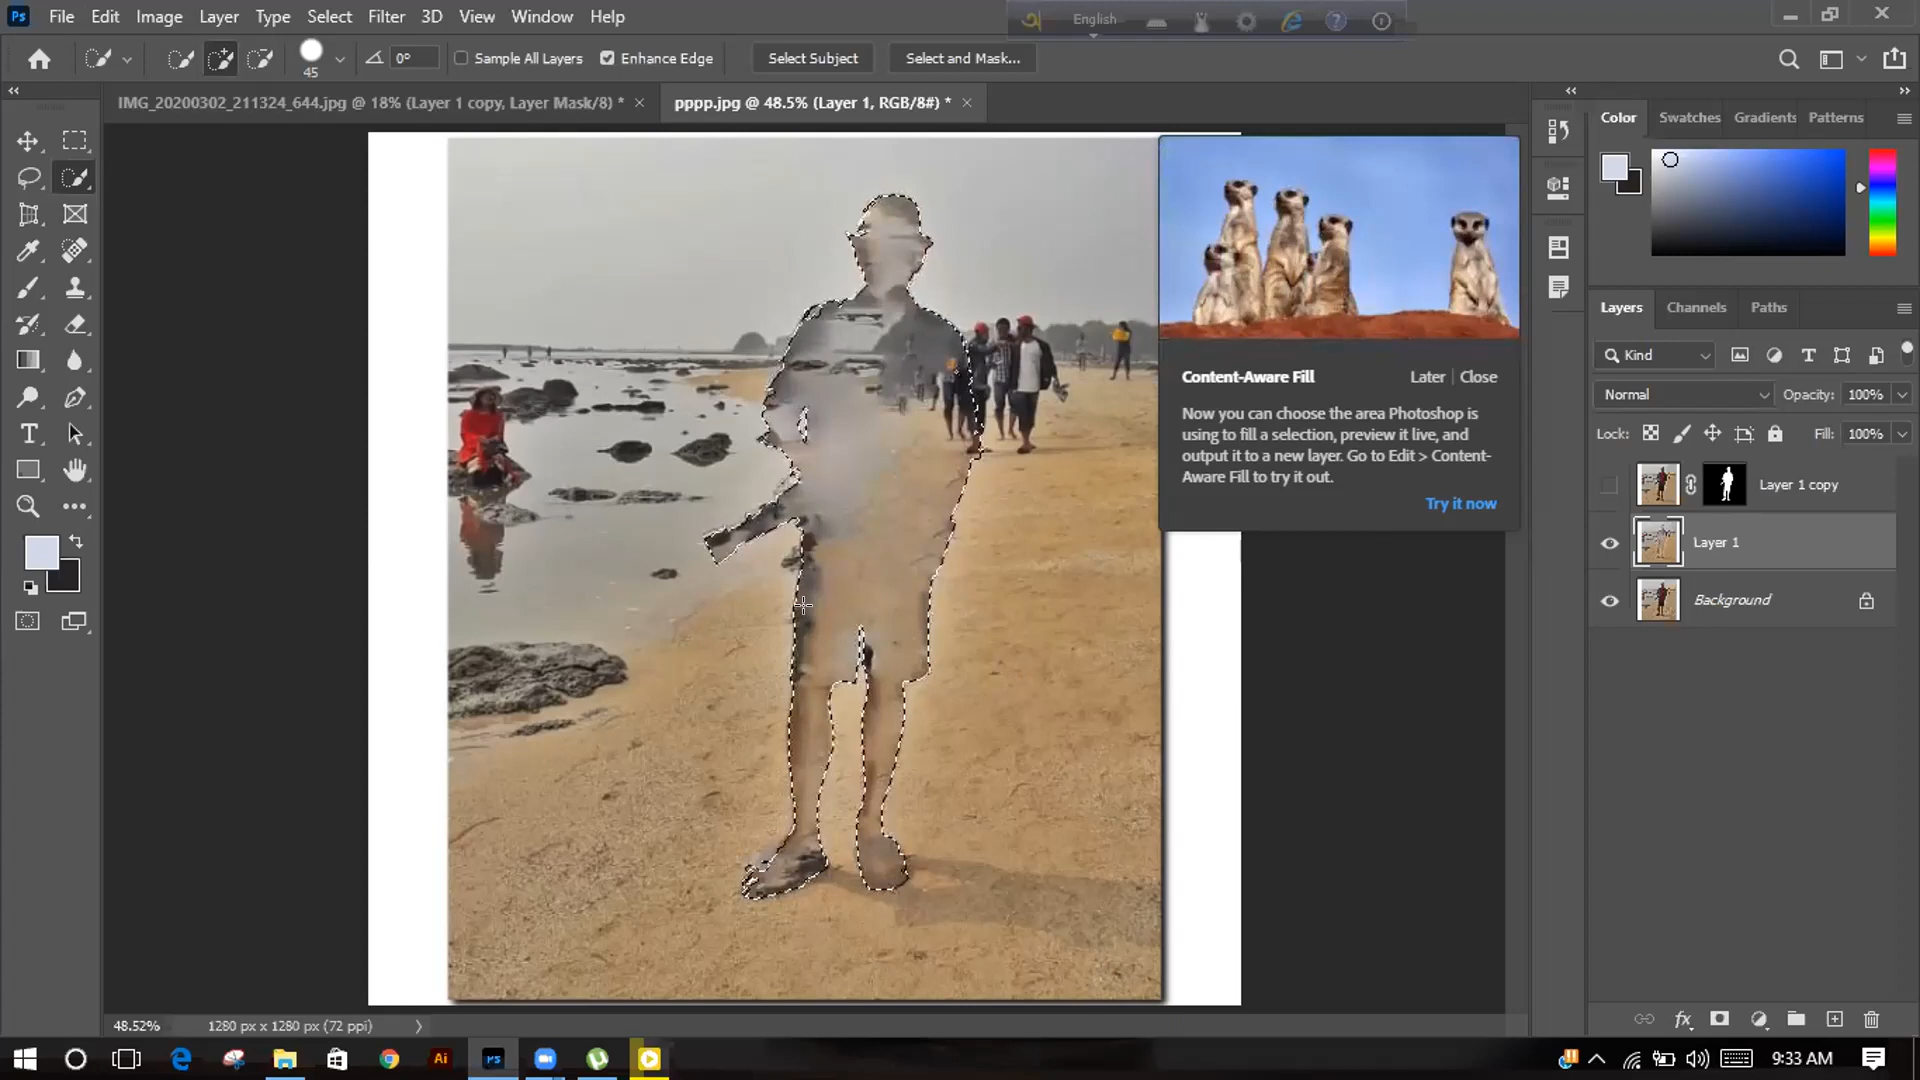 Ps File Edit Image Layer Type Select Filter 3D View Window Help
English
45 0° Sample All Layers Enhance Edge Select Subject Select and Mask...
IMG_20200302_211324_644.jpg @ 18% (Layer 1 copy, Layer Mask/8) * × pppp.jpg @ 48.5% (Layer 1, RGB/8#) * ×
Color Swatches Gradients Patterns
Layers Channels Paths
Kind
Normal Opacity: 100%
Lock: Fill: 100%
Layer 1 copy
Layer 1
Background
Content-Aware Fill Later | Close
Now you can choose the area Photoshop is
using to fill a selection, preview it live, and
output it to a new layer. Go to Edit > Content-
Aware Fill to try it out.
Try it now
48.52% 1280 px x 1280 px (72 ppi)
Ai Ps 9:33 AM